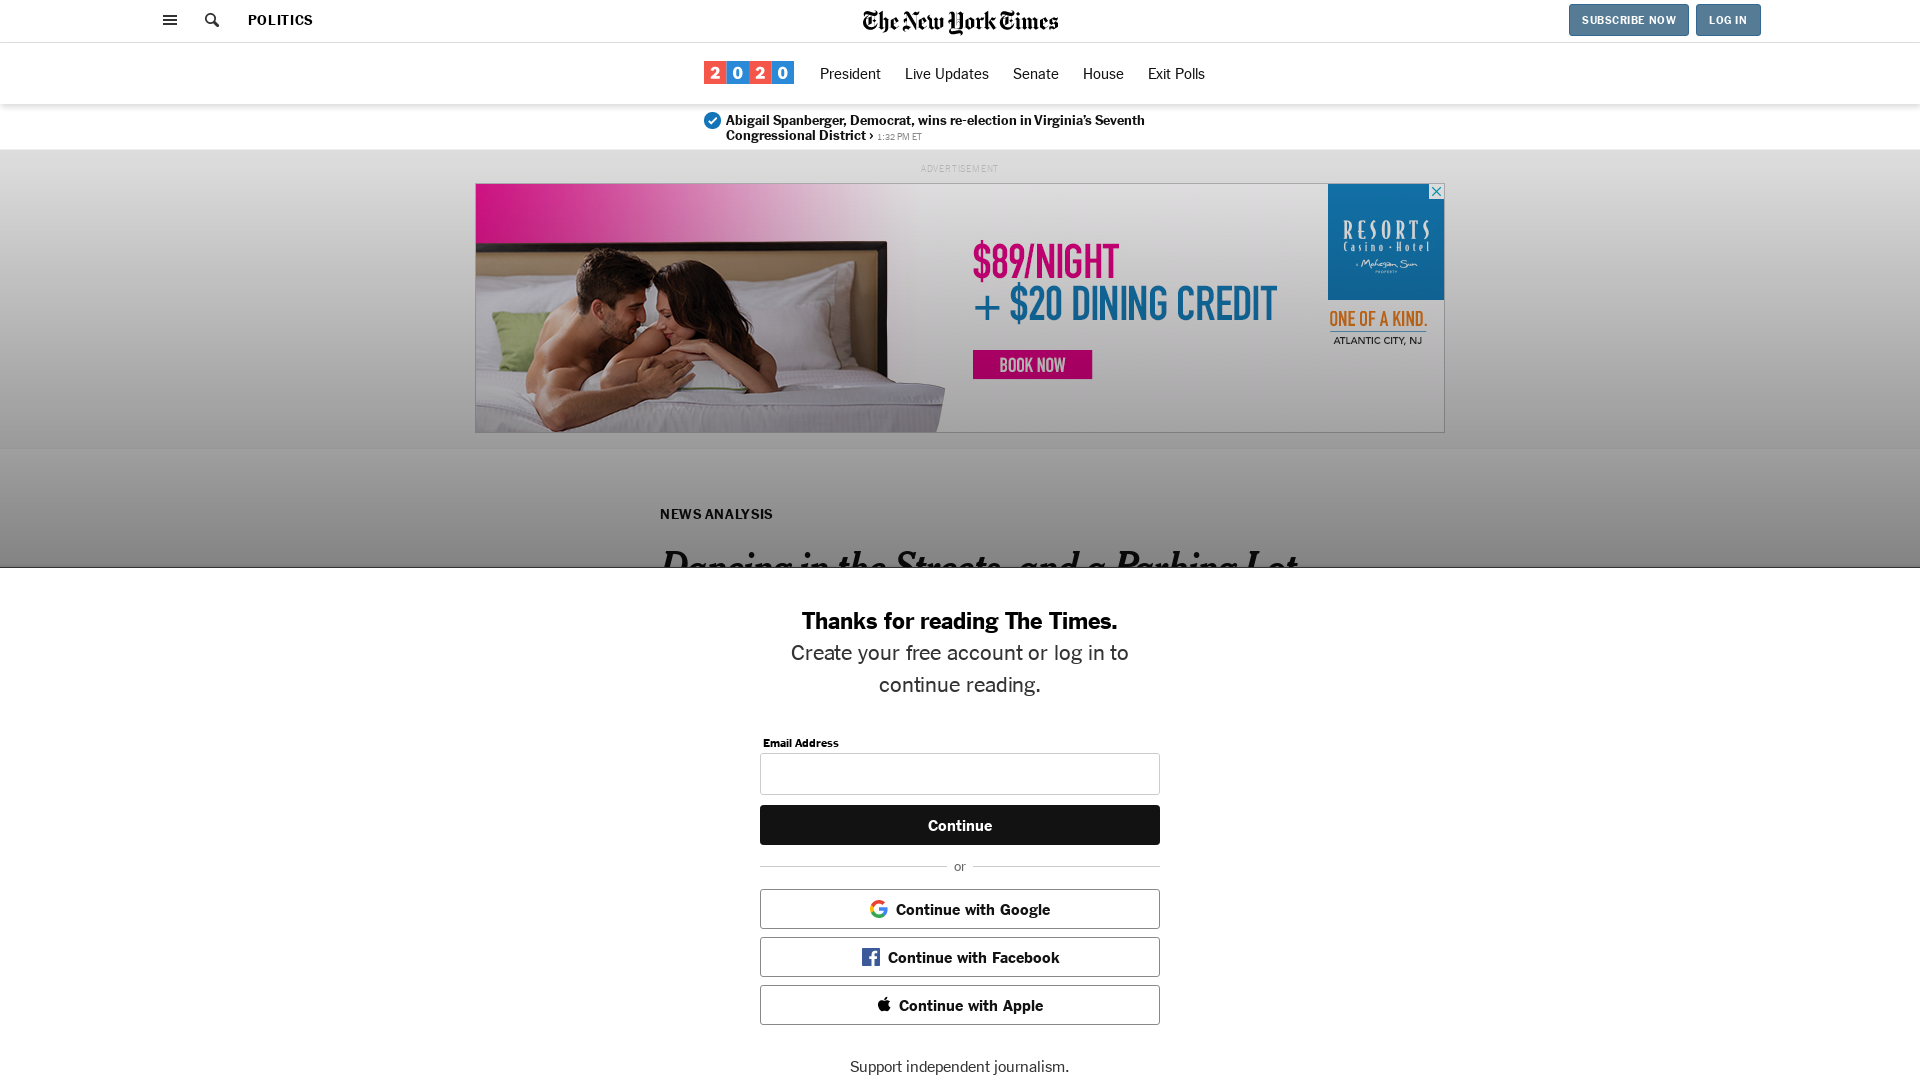 POLITICS
The New York Times
SUBSCRIBE NOW
LOG IN
2020
President
Live Updates
Senate
House
Exit Polls
Abigail Spanberger, Democrat, wins re-election in Virginia's Seventh
Congressional District › 1:32 PM ET
ADVERTISEMENT
$89/NIGHT
+ $20 DINING CREDIT
BOOK NOW
RESORTS
Casino • Hotel
a Mohegan Sun
PROPERTY
ONE OF A KIND.
ATLANTIC CITY, NJ
NEWS ANALYSIS
Dancing in the Streets, and a Parking Lot
Thanks for reading The Times.
Create your free account or log in to
continue reading.
Email Address
Continue
or
Continue with Google
Continue with Facebook
Continue with Apple
Support independent journalism.